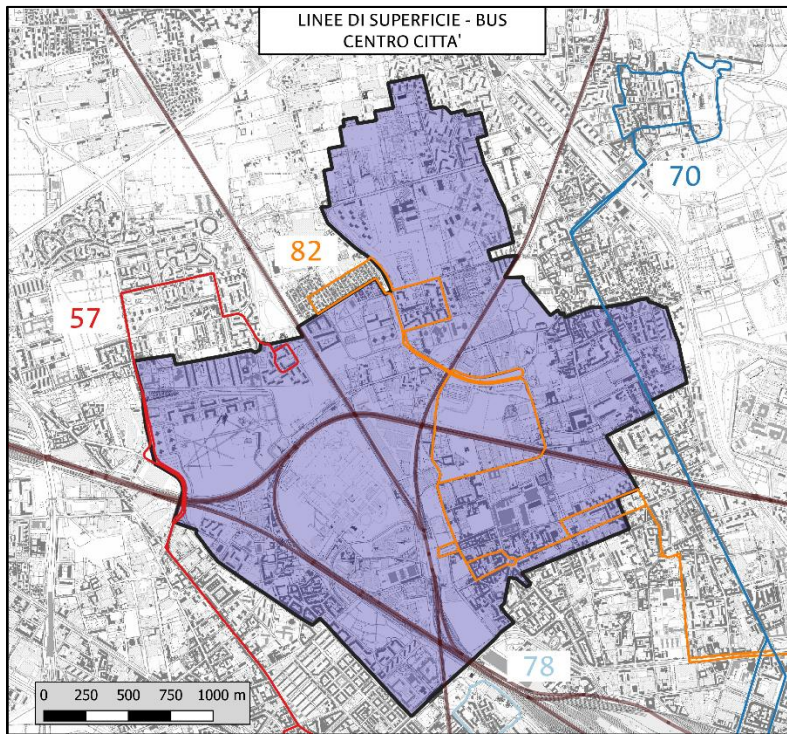 LINEE DI SUPERFICIE - BUS
CENTRO CITTA'
70
82
57
78
0 250 500 750 1000 m